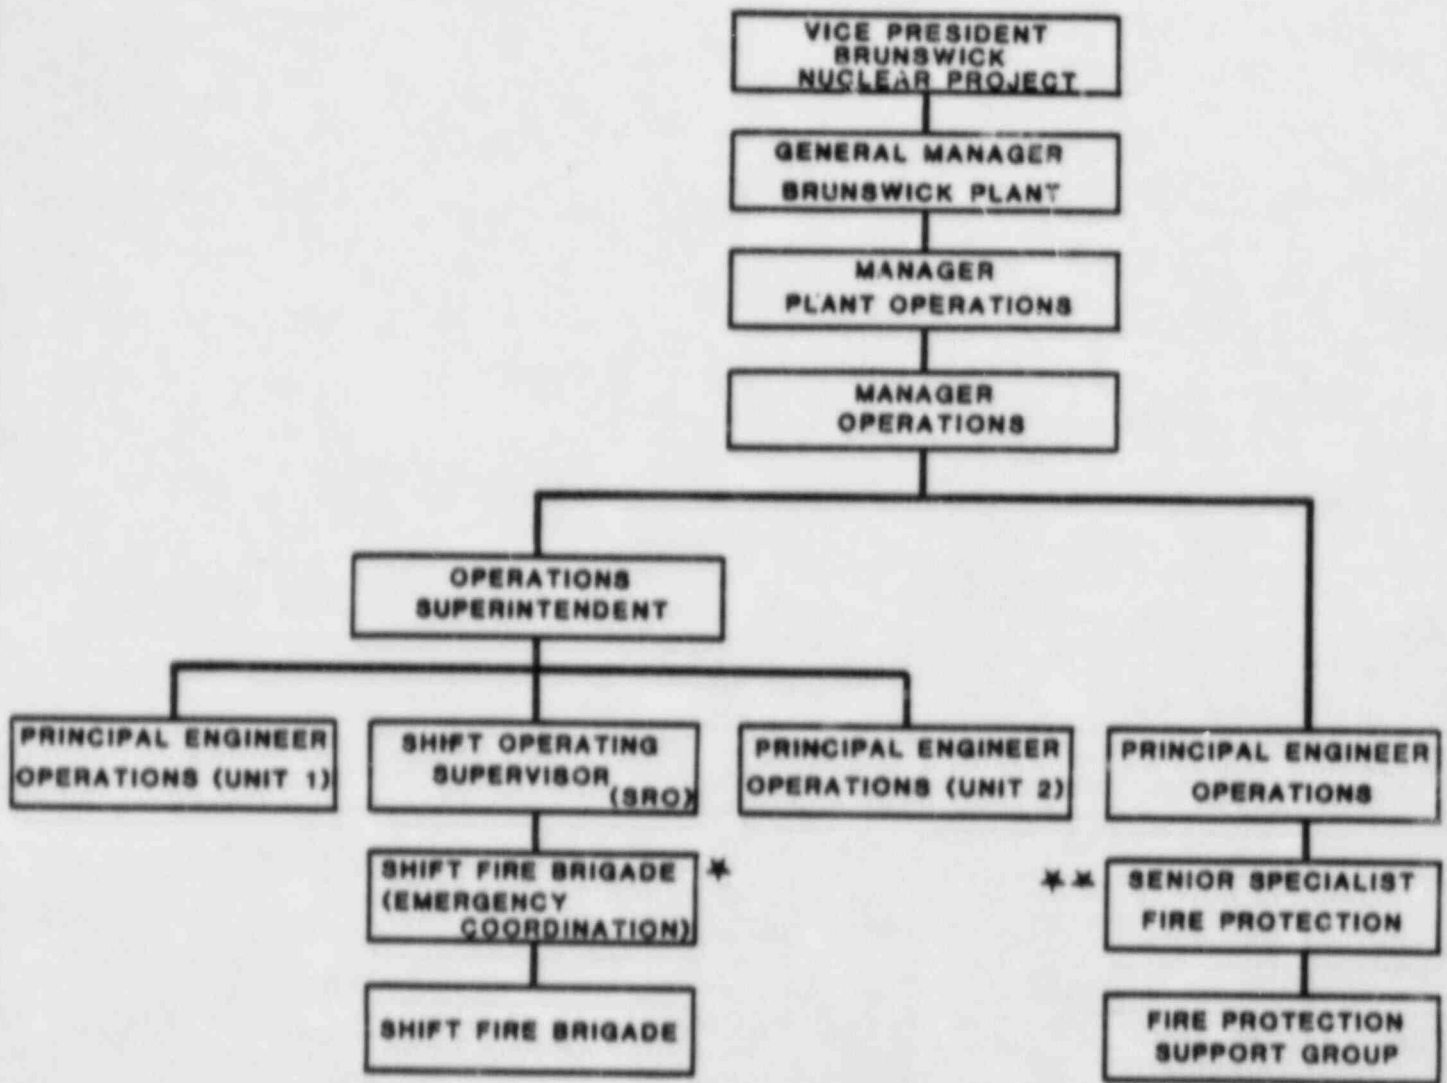 VICE PRESIDENT
BRUNSWICK
NUCLEAR PROJECT
GENERAL MANAGER
BRUNSWICK PLANT
MANAGER
PLANT OPERATIONS
MANAGER
OPERATIONS
OPERATIONS
SUPERINTENDENT
PRINCIPAL ENGINEER
OPERATIONS (UNIT 1)
SHIFT OPERATING
SUPERVISOR
(SRO)
PRINCIPAL ENGINEER
OPERATIONS (UNIT 2)
PRINCIPAL ENGINEER
OPERATIONS
SHIFT FIRE BRIGADE *
(EMERGENCY
COORDINATION)
** SENIOR SPECIALIST
FIRE PROTECTION
SHIFT FIRE BRIGADE
FIRE PROTECTION
SUPPORT GROUP